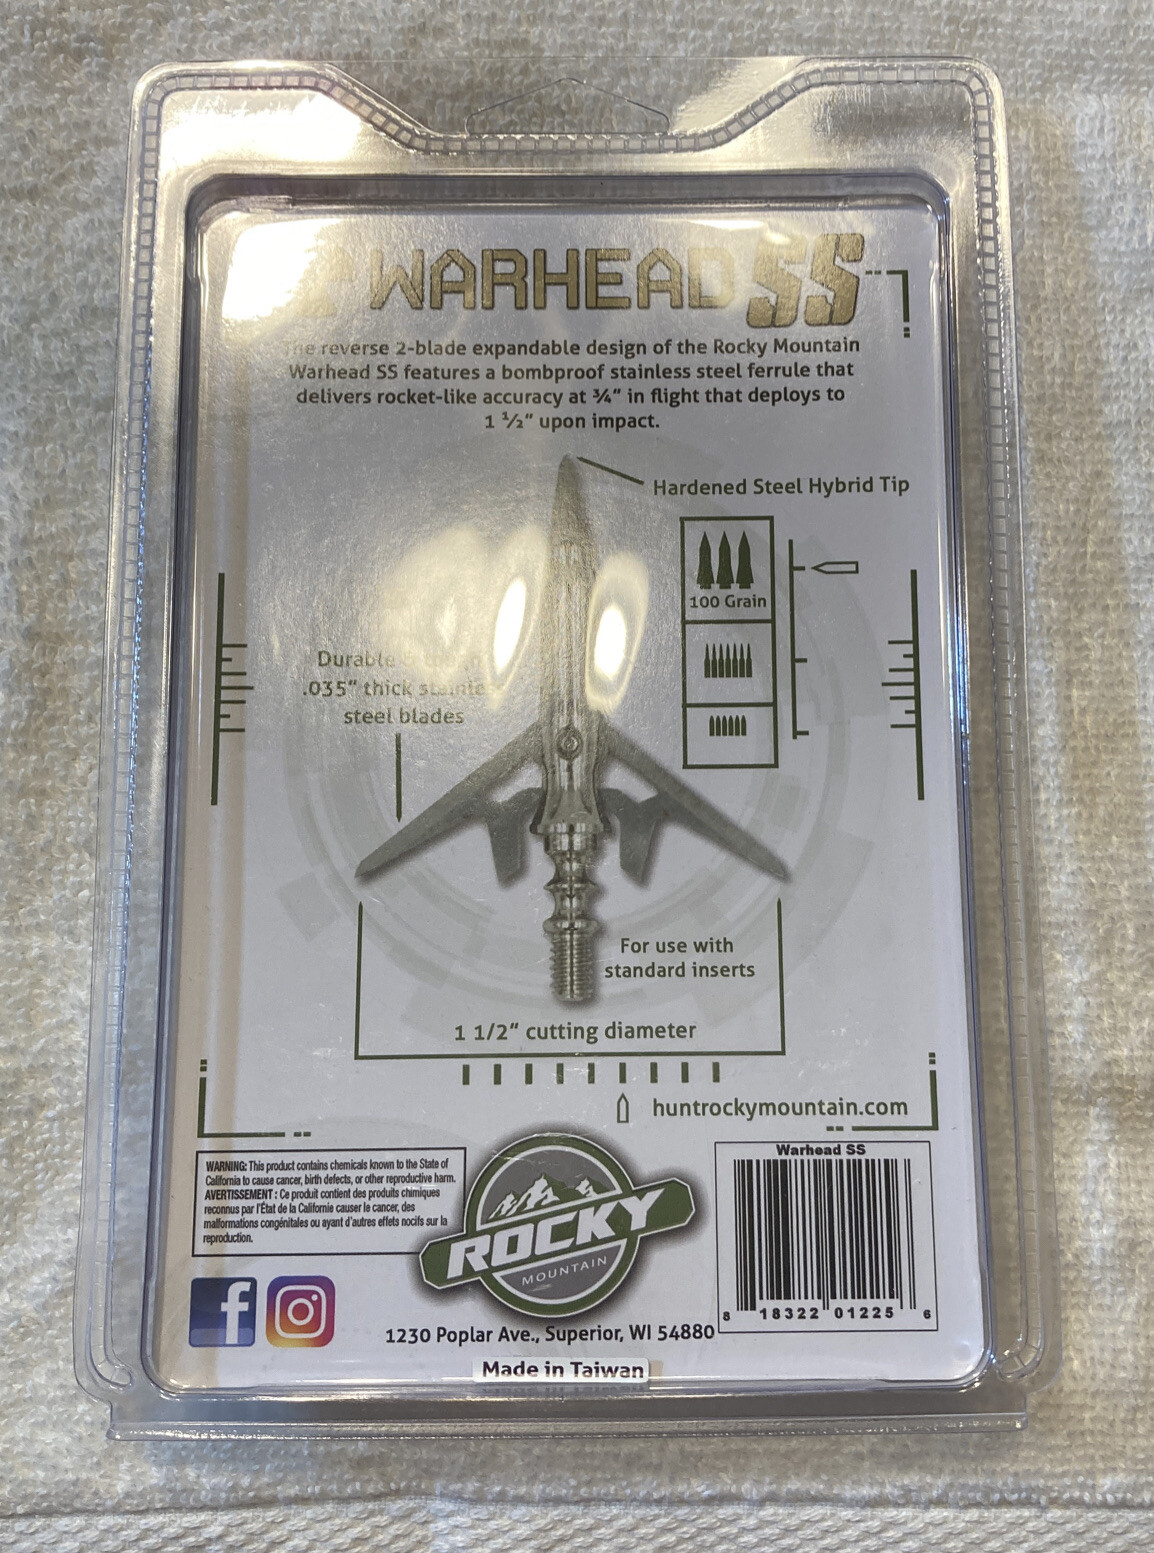 WARHEAD SS
The reverse 2-blade expandable design of the Rocky Mountain
Warhead SS features a bombproof stainless steel ferrule that
delivers rocket-like accuracy at ¾" in flight that deploys to
1 ½" upon impact.
Hardened Steel Hybrid Tip
100 Grain
Durable
.035" thick stainless
steel blades
For use with
standard inserts
1 1/2" cutting diameter
huntrockymountain.com
WARNING: This product contains chemicals known to the State of
California to cause cancer, birth defects, or other reproductive harm.
AVERTISSEMENT : Ce produit contient des produits chimiques
reconnus par l'État de la Californie causer le cancer, des
malformations congénitales ou ayant d'autres effets nocifs sur la
reproduction.
ROCKY
MOUNTAIN
Warhead SS
8 18322 01225 6
f
1230 Poplar Ave., Superior, WI 54880
Made in Taiwan